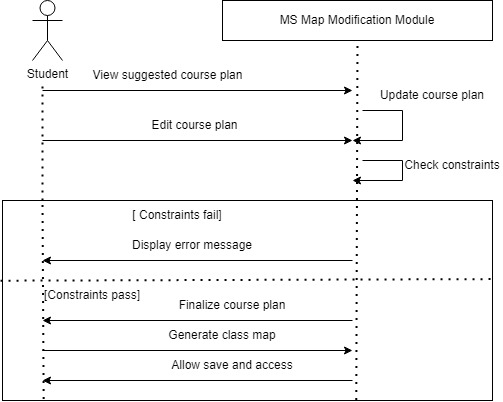 MS Map Modification Module
Student
View suggested course plan
Update course plan
Edit course plan
Check constraints
[ Constraints fail]
Display error message
[Constraints pass]
Finalize course plan
Generate class map
Allow save and access